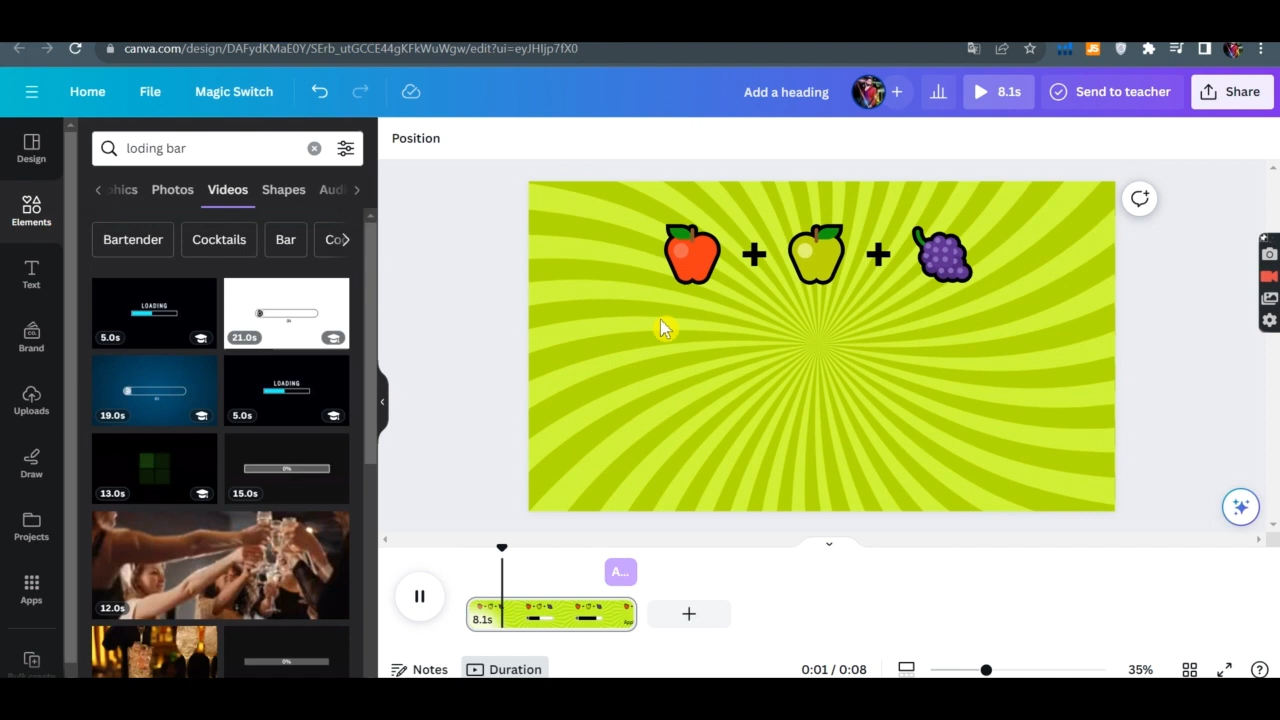 canva.com/design/DAFydKMaE0Y/SErb_utGCCE44gKFkWuWgw/edit?ui=eyJHIjp7fX0
JS
Home File Magic Switch Add a heading 8.1s Send to teacher Share
Design
Elements
Text
Brand
Uploads
Draw
Projects
Apps
loding bar
Photos Videos Shapes
Bartender Cocktails Bar
LOADING
5.0s 21.0s
LOADING
19.0s 5.0s
0%
13.0s 15.0s
12.0s
0%
Position
+ +
A...
8.1s
Notes Duration 0:01 / 0:08 35%